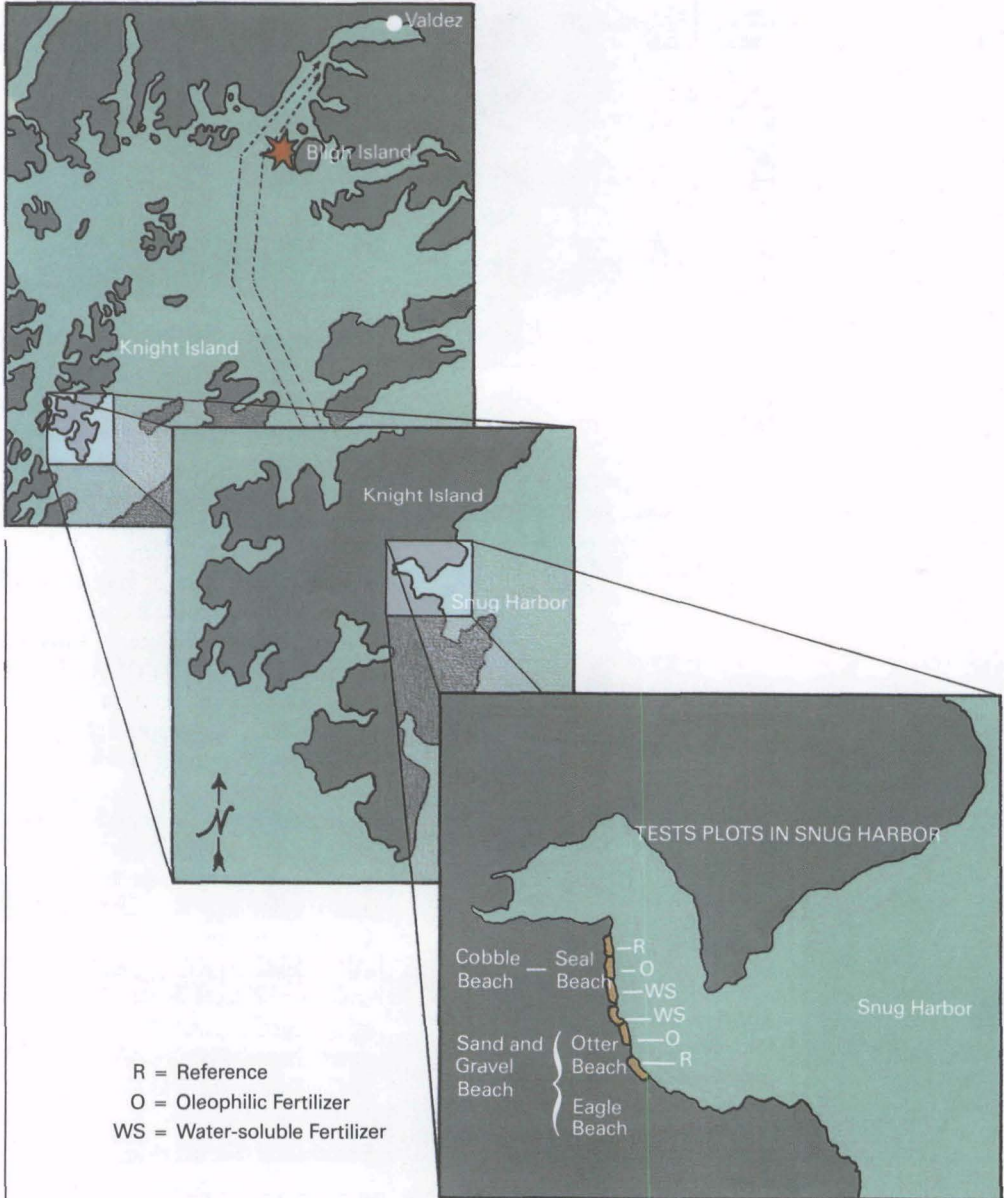 Valdez
Bligh Island
Knight Island
Knight Island
Snug Harbor
N
TESTS PLOTS IN SNUG HARBOR
R
Cobble Beach — Seal Beach
O
WS
WS
Snug Harbor
O
Sand and Gravel Beach
Otter Beach
R
Eagle Beach
R = Reference
O = Oleophilic Fertilizer
WS = Water-soluble Fertilizer